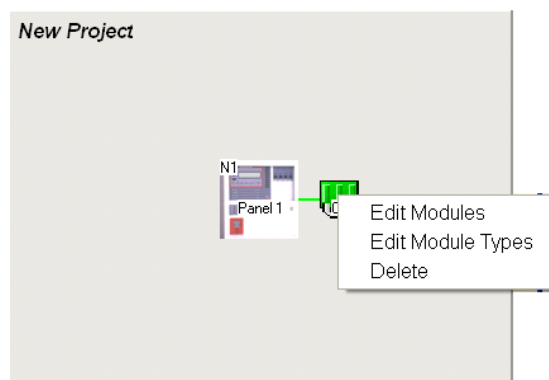 New Project
N1
Panel 1
Edit Modules
Edit Module Types
Delete